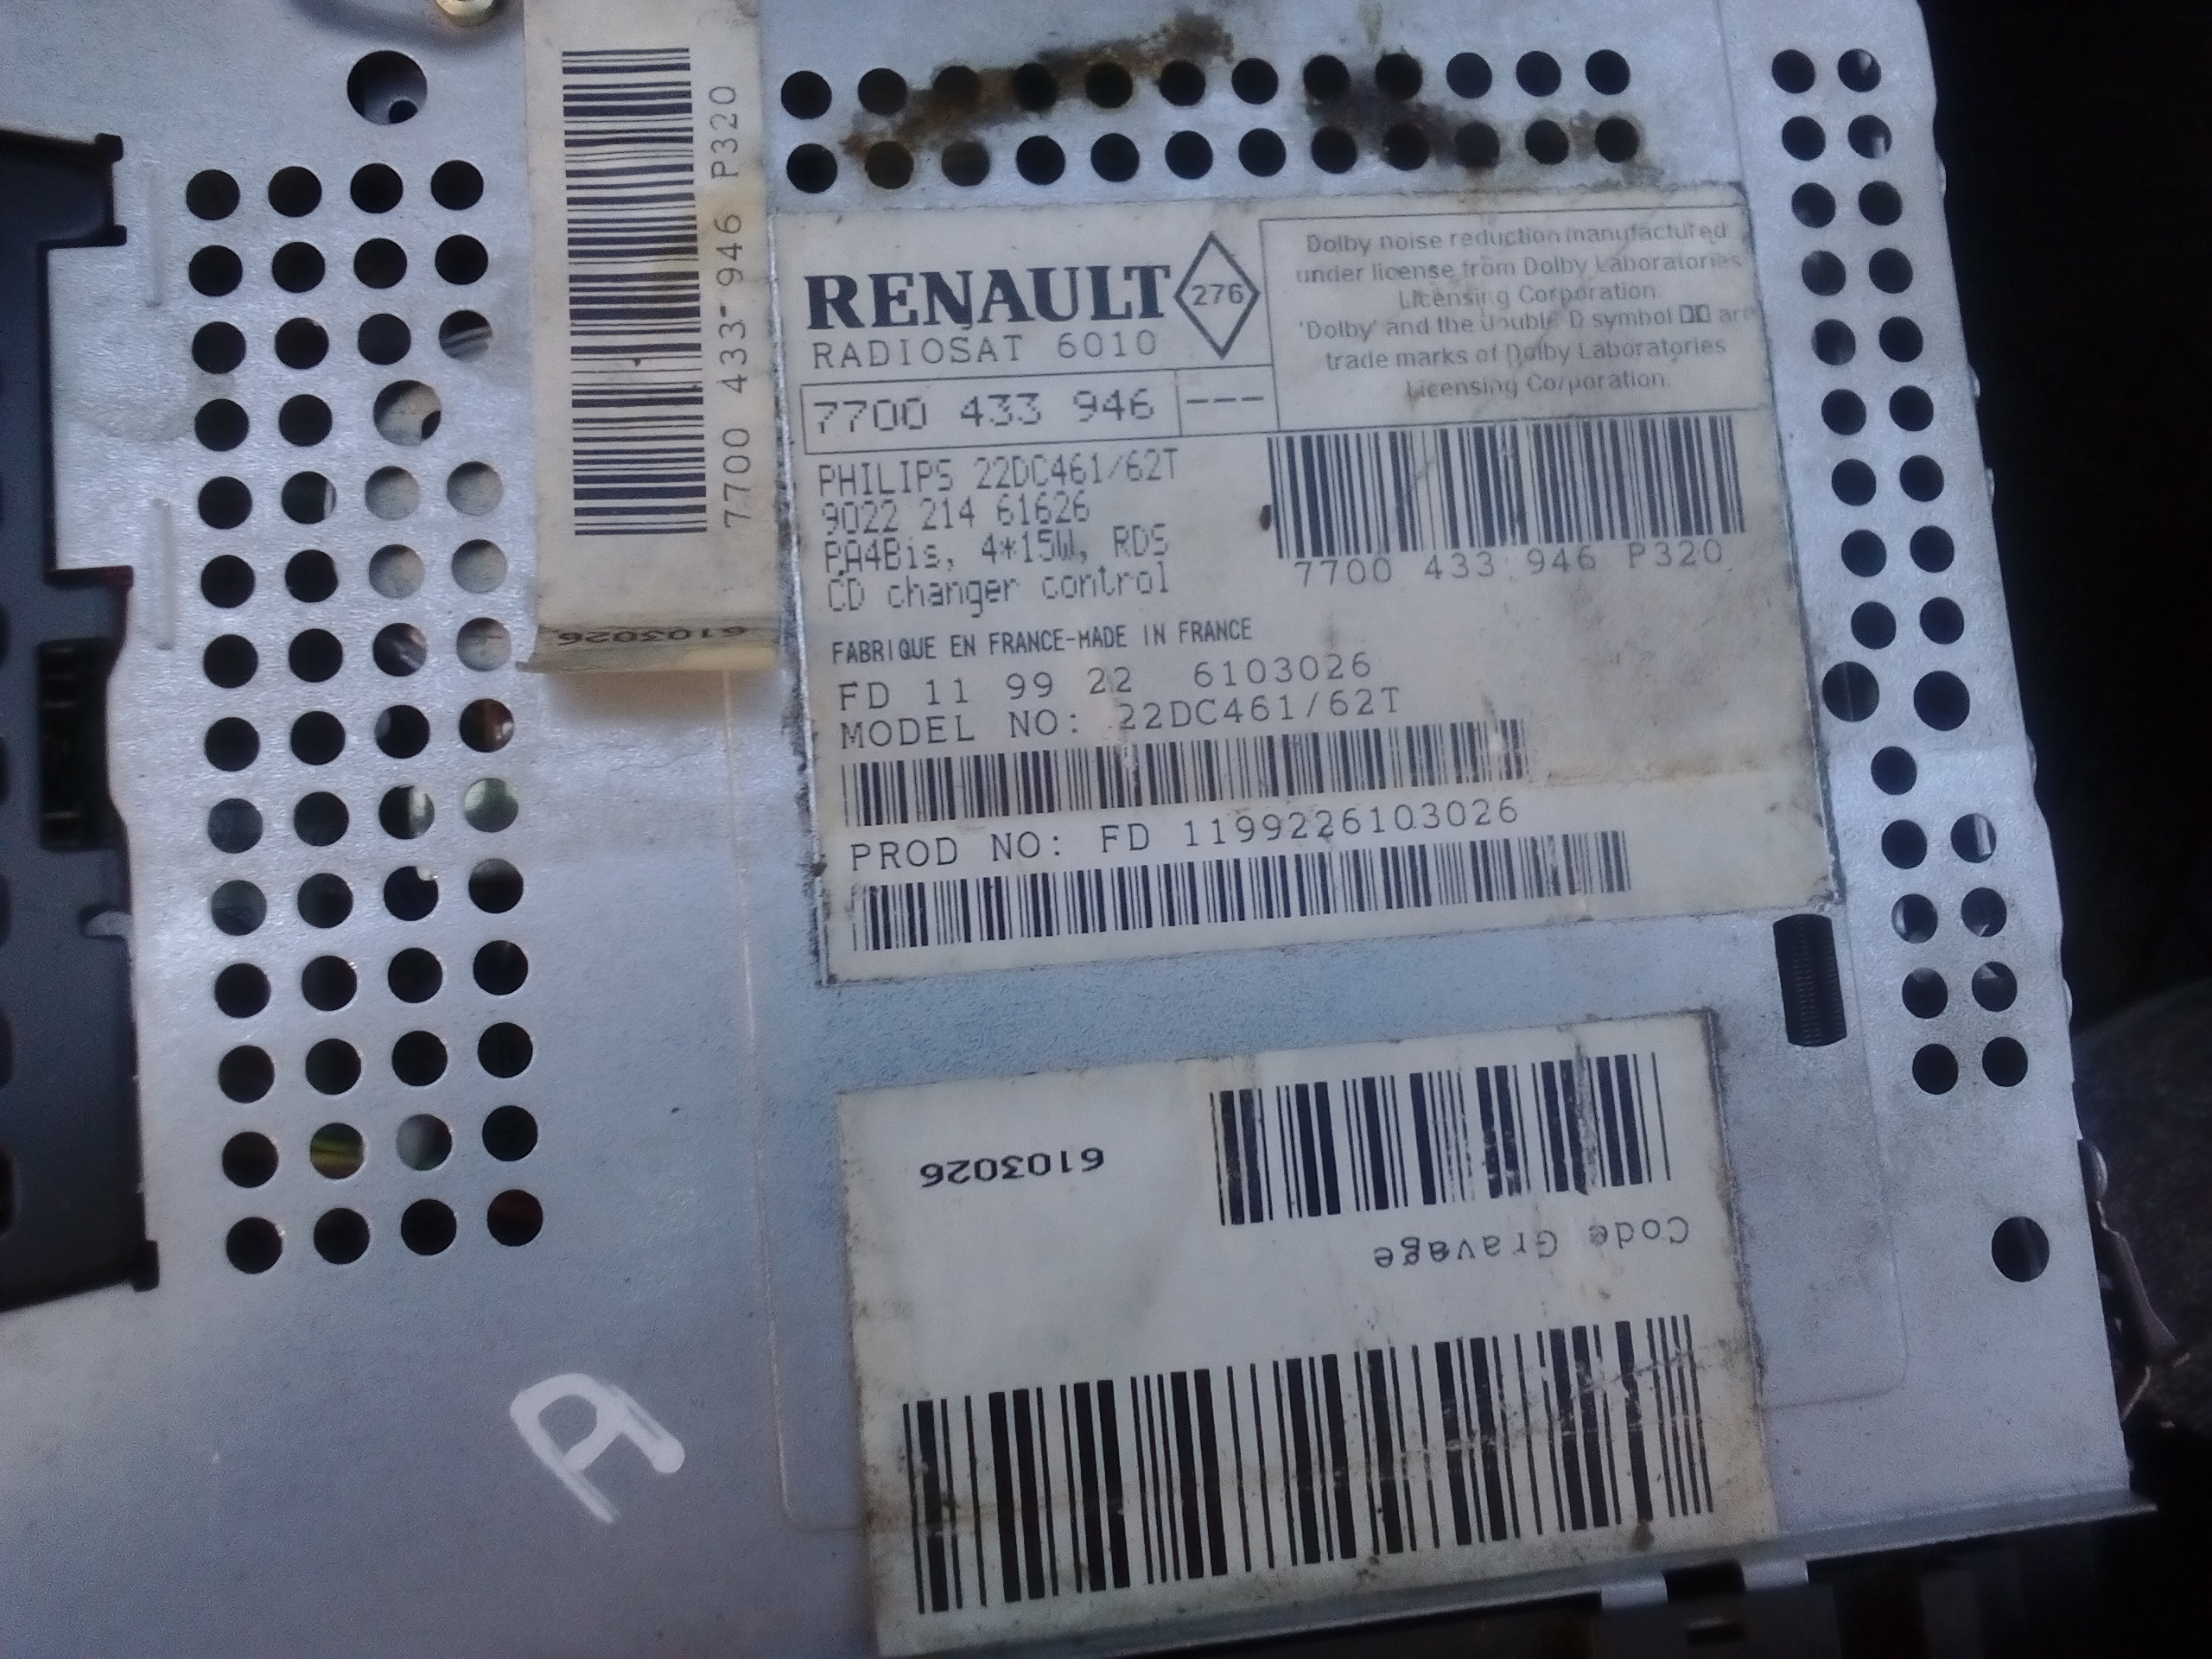 7700 433 946 P320
6103026
RENAULT
276
RADIOSAT 6010
7700 433 946 ---
Dolby noise reduction manufactured
under license from Dolby Laboratories
Licensing Corporation.
'Dolby' and the double D symbol are
trade marks of Dolby Laboratories
Licensing Corporation.
PHILIPS 22DC461/62T
9022 214 61626
PA4Bis, 4*15W, RDS
CD changer control
7700 433 946 P320
FABRIQUE EN FRANCE-MADE IN FRANCE
FD 11 99 22 6103026
MODEL NO: 22DC461/62T
PROD NO: FD 1199226103026
Code Gravage
6103026
A